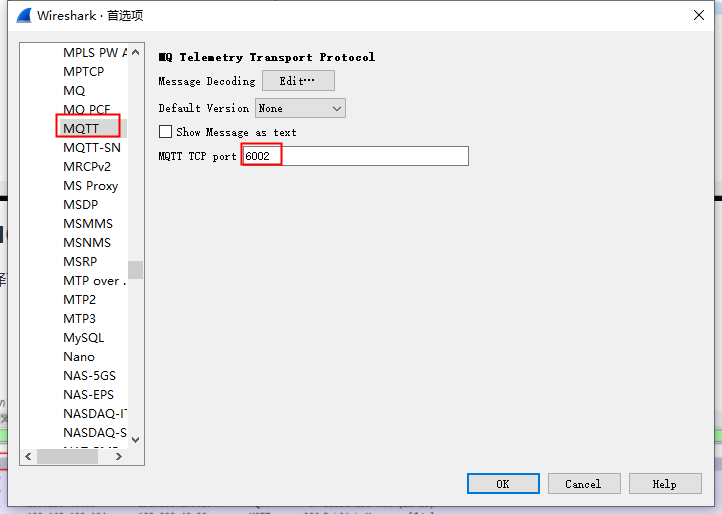 Wireshark · 首选项
MPLS PW A
MPTCP
MQ
MQ PCF
MQTT
MQTT-SN
MRCPv2
MS Proxy
MSDP
MSMMS
MSNMS
MSRP
MTP over .
MTP2
MTP3
MySQL
Nano
NAS-5GS
NAS-EPS
NASDAQ-IT
NASDAQ-S
MQ Telemetry Transport Protocol
Message Decoding Edit…
Default Version None
Show Message as text
MQTT TCP port 6002
OK Cancel Help